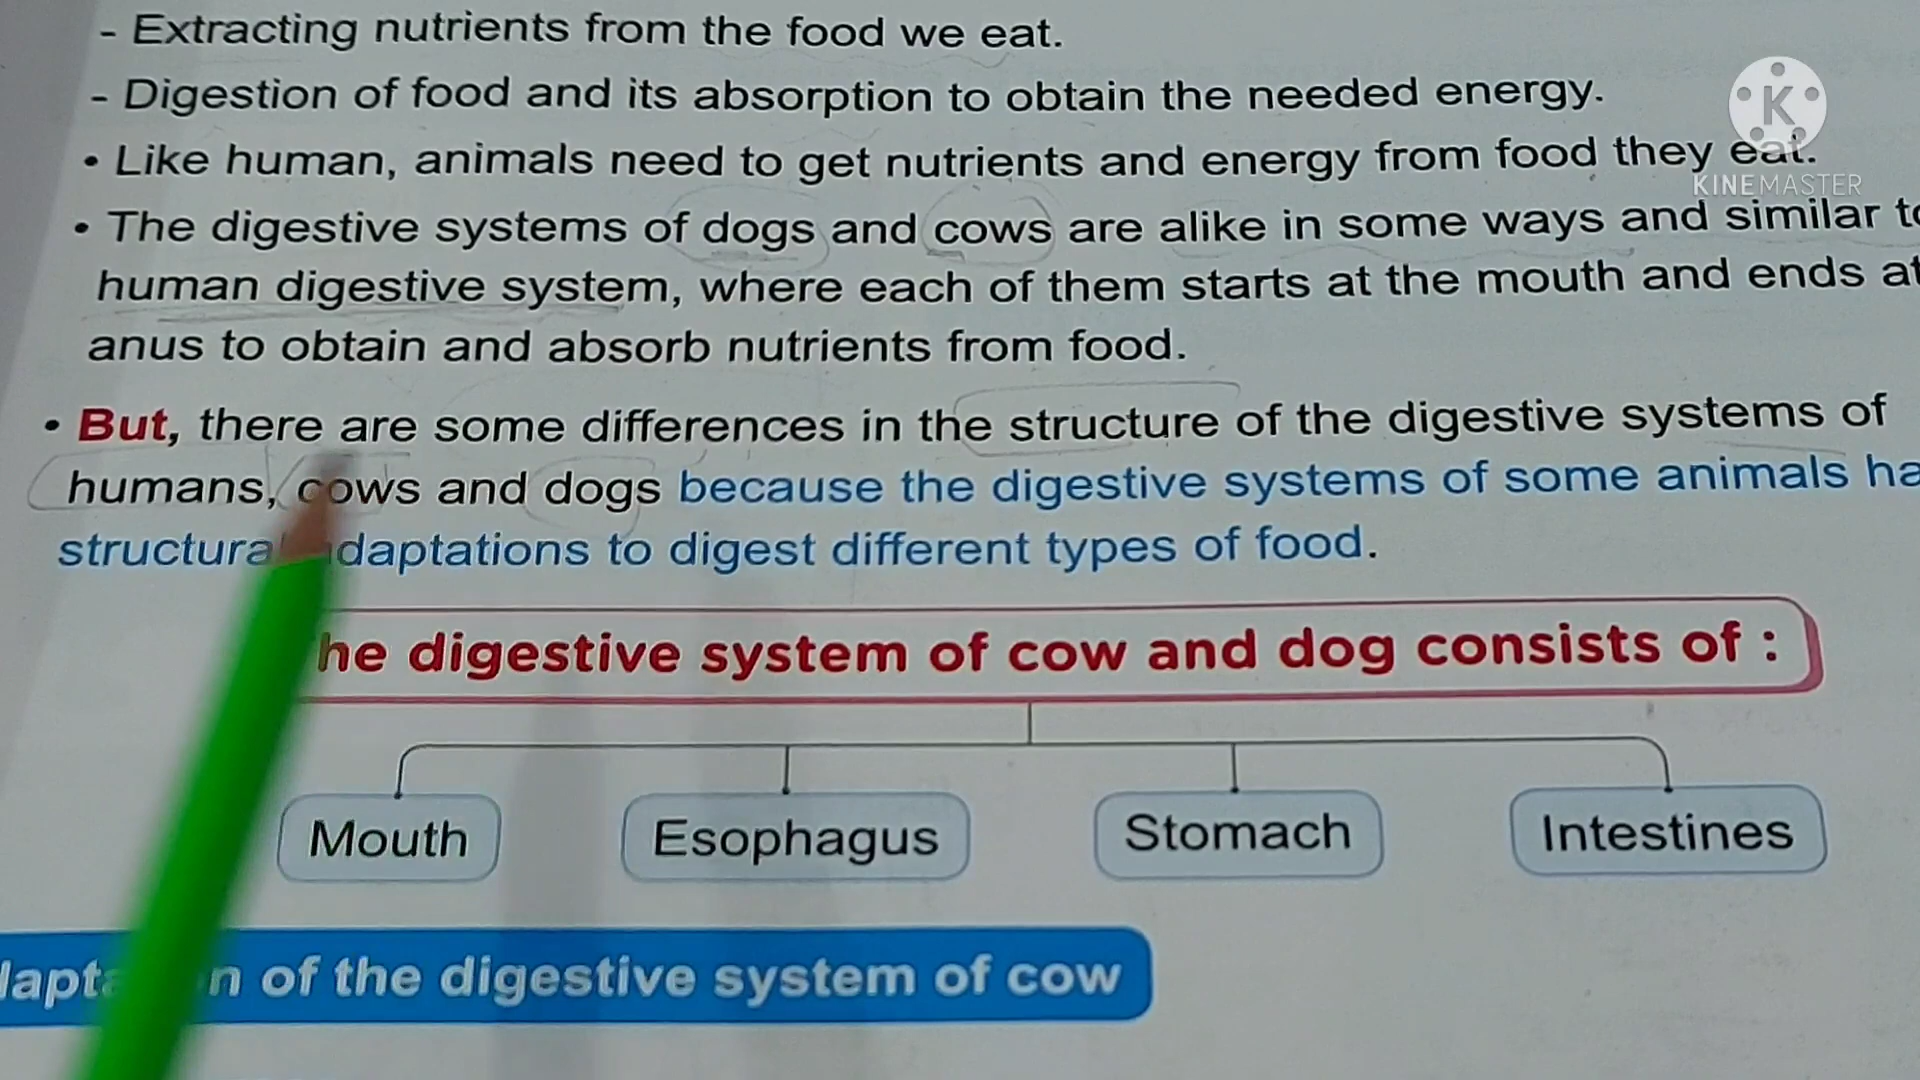 - Extracting nutrients from the food we eat.
- Digestion of food and its absorption to obtain the needed energy.
• Like human, animals need to get nutrients and energy from food they eat.
KINEMASTER
• The digestive systems of dogs and cows are alike in some ways and similar to
human digestive system, where each of them starts at the mouth and ends at
anus to obtain and absorb nutrients from food.
• But, there are some differences in the structure of the digestive systems of
humans, cows and dogs because the digestive systems of some animals ha
structura daptations to digest different types of food.
he digestive system of cow and dog consists of :
Mouth Esophagus Stomach Intestines
n of the digestive system of cow